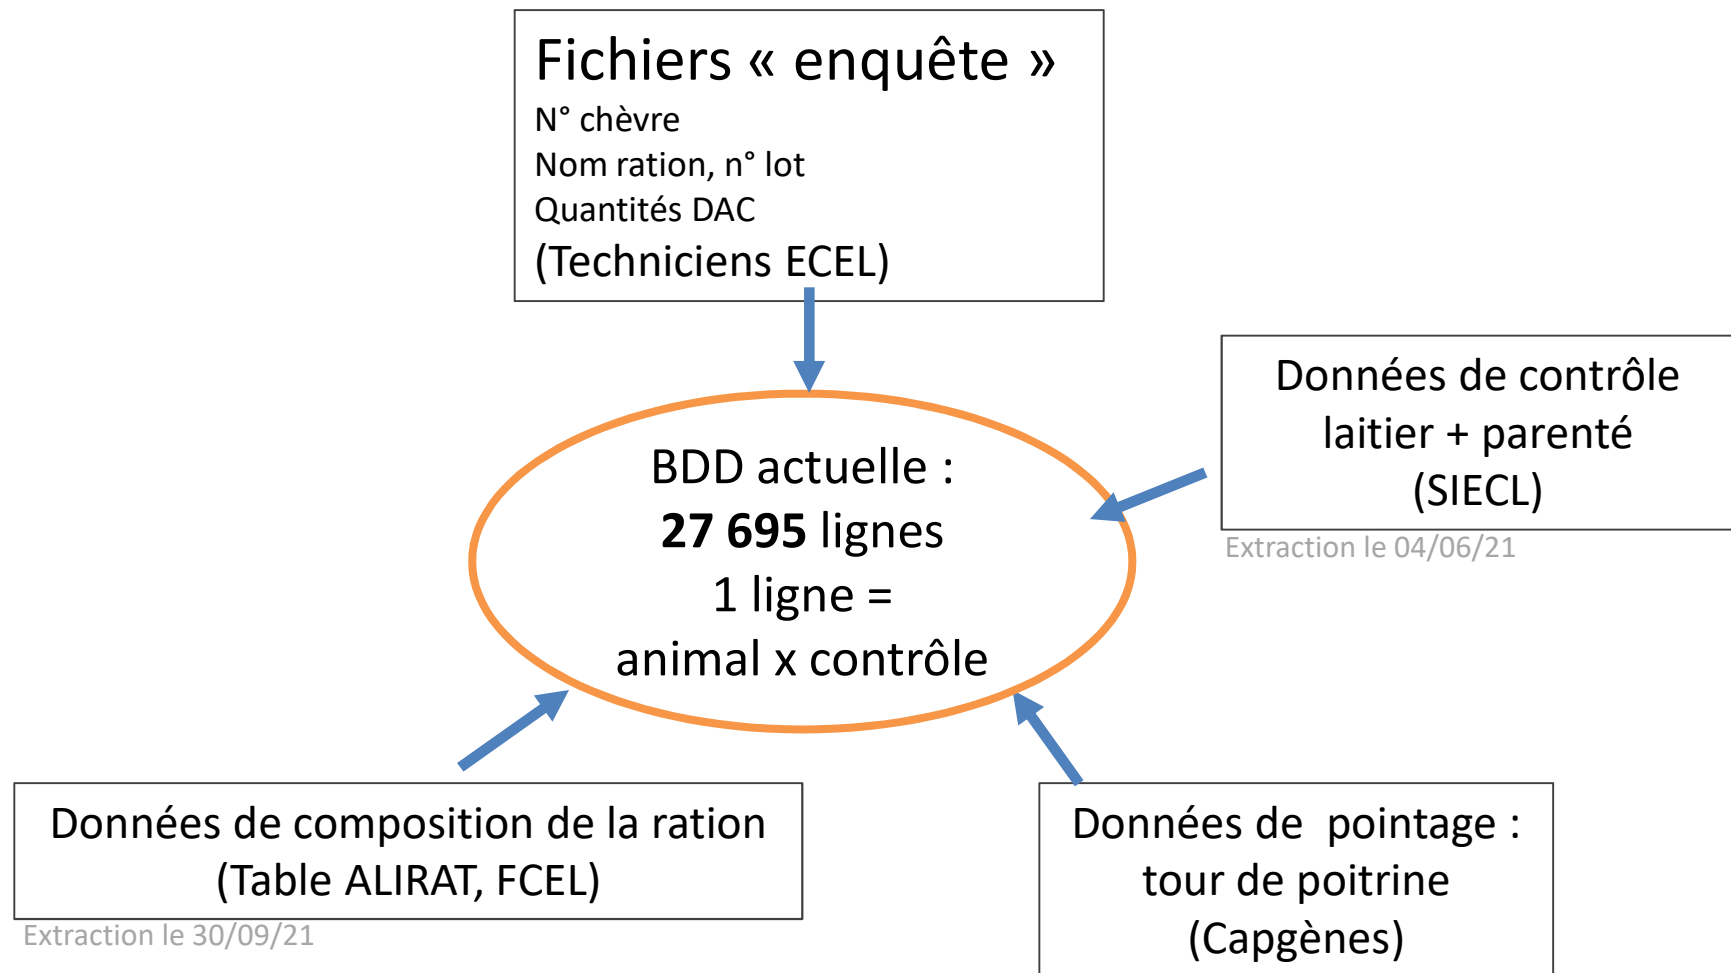 Fichiers « enquête »
N° chèvre
Nom ration, n° lot
Quantités DAC
(Techniciens ECEL)
Données de contrôle
laitier + parenté
(SIECL)
Extraction le 04/06/21
BDD actuelle :
27 695 lignes
1 ligne =
animal x contrôle
Données de composition de la ration
(Table ALIRAT, FCEL)
Extraction le 30/09/21
Données de  pointage :
tour de poitrine
(Capgènes)